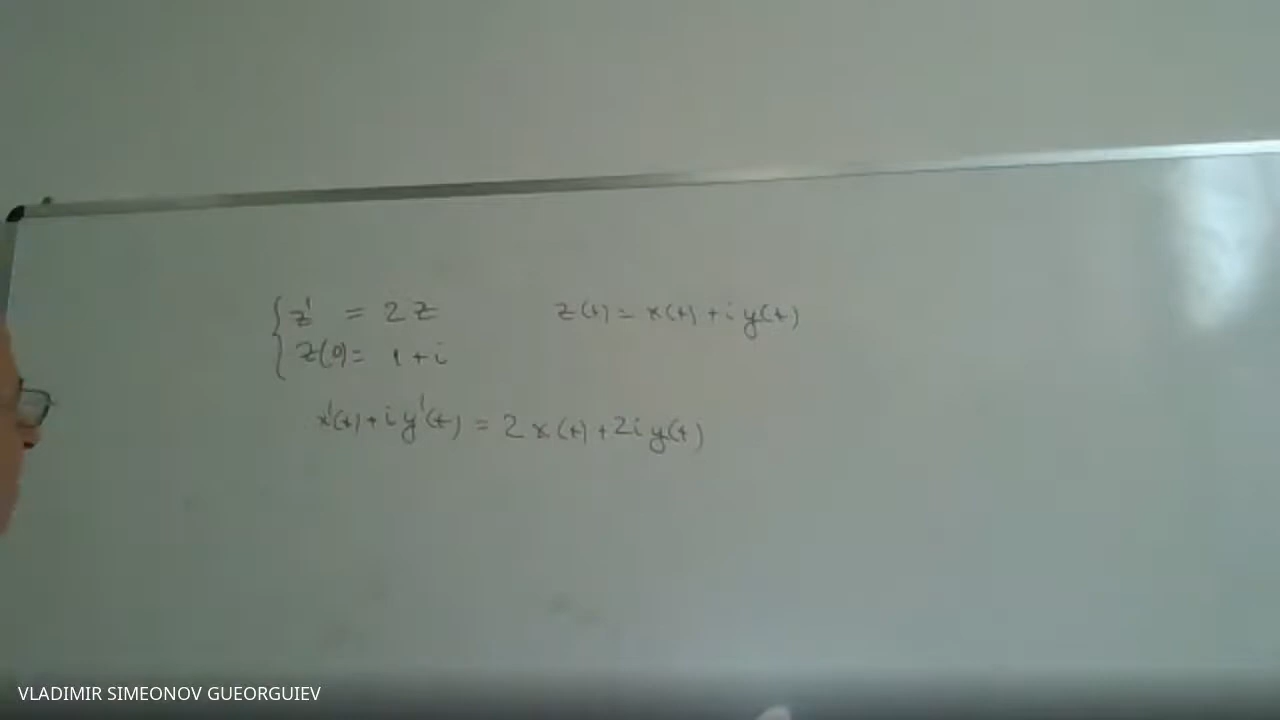 z' = 2z z(t) = x(t) + i y(t)
z(0) = 1 + i
x'(t) + i y'(t) = 2 x(t) + 2i y(t)
VLADIMIR SIMEONOV GUEORGUIEV